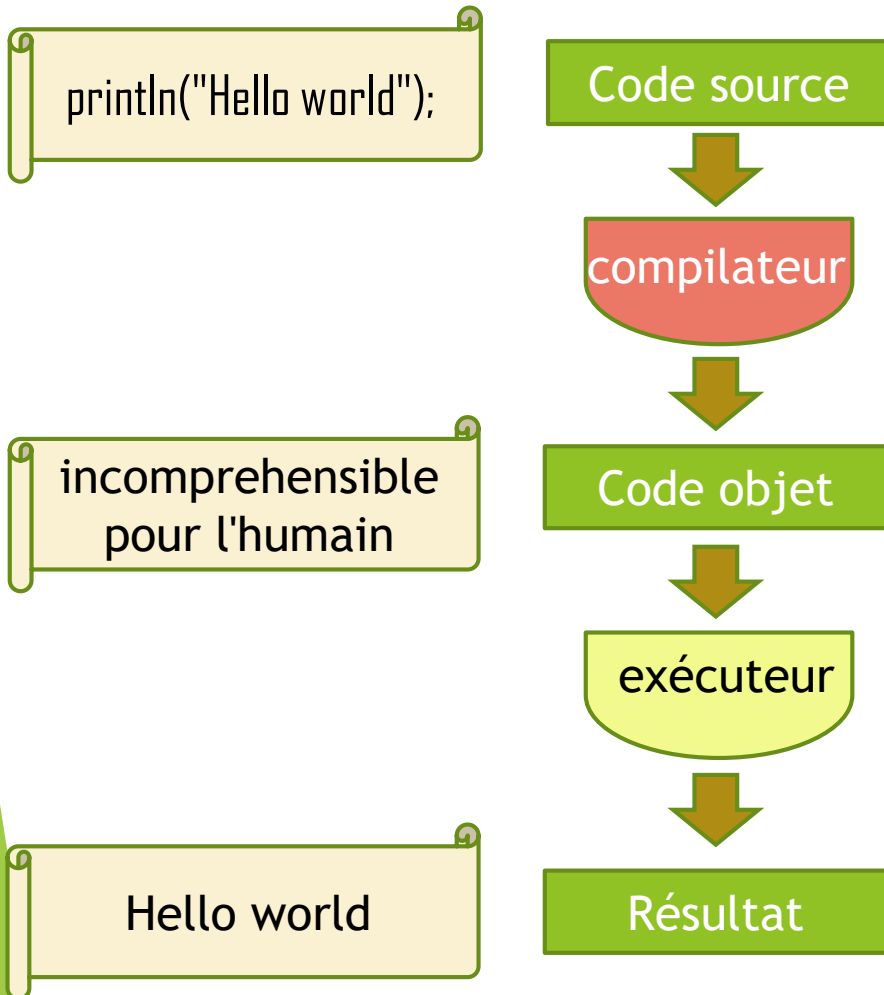 println("Hello world");
Code source
compilateur
incomprehensible
pour l'humain
Code objet
exécuteur
Hello world
Résultat